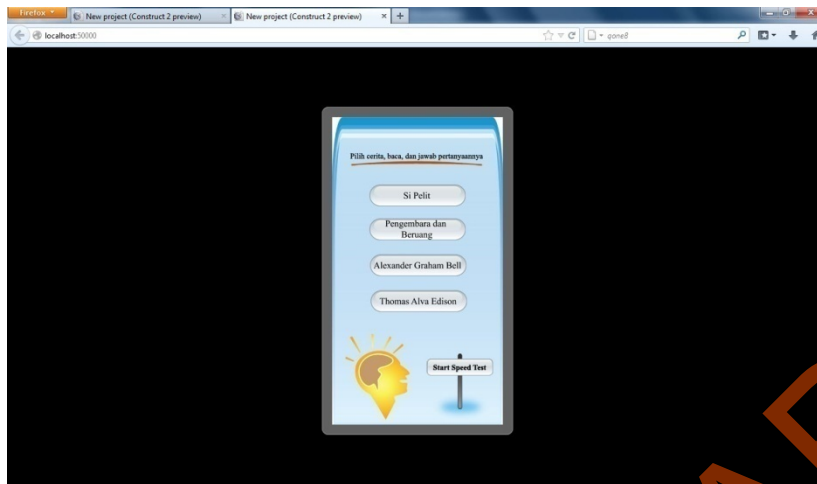 Firefox
New project (Construct 2 preview)
New project (Construct 2 preview)
localhost:50000
qone8
Pilih cerita, baca, dan jawab pertanyaannya
Si Pelit
Pengembara dan
Beruang
Alexander Graham Bell
Thomas Alva Edison
Start Speed Test